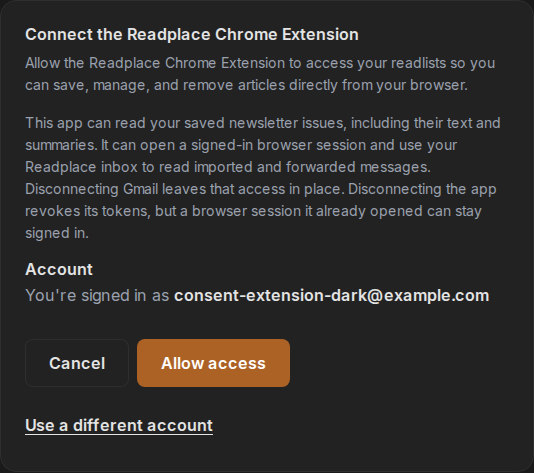 Connect the Readplace Chrome Extension
Allow the Readplace Chrome Extension to access your readlists so you
can save, manage, and remove articles directly from your browser.
This app can read your saved newsletter issues, including their text and
summaries. It can open a signed-in browser session and use your
Readplace inbox to read imported and forwarded messages.
Disconnecting Gmail leaves that access in place. Disconnecting the app
revokes its tokens, but a browser session it already opened can stay
signed in.
Account
You're signed in as consent-extension-dark@example.com
Cancel
Allow access
Use a different account